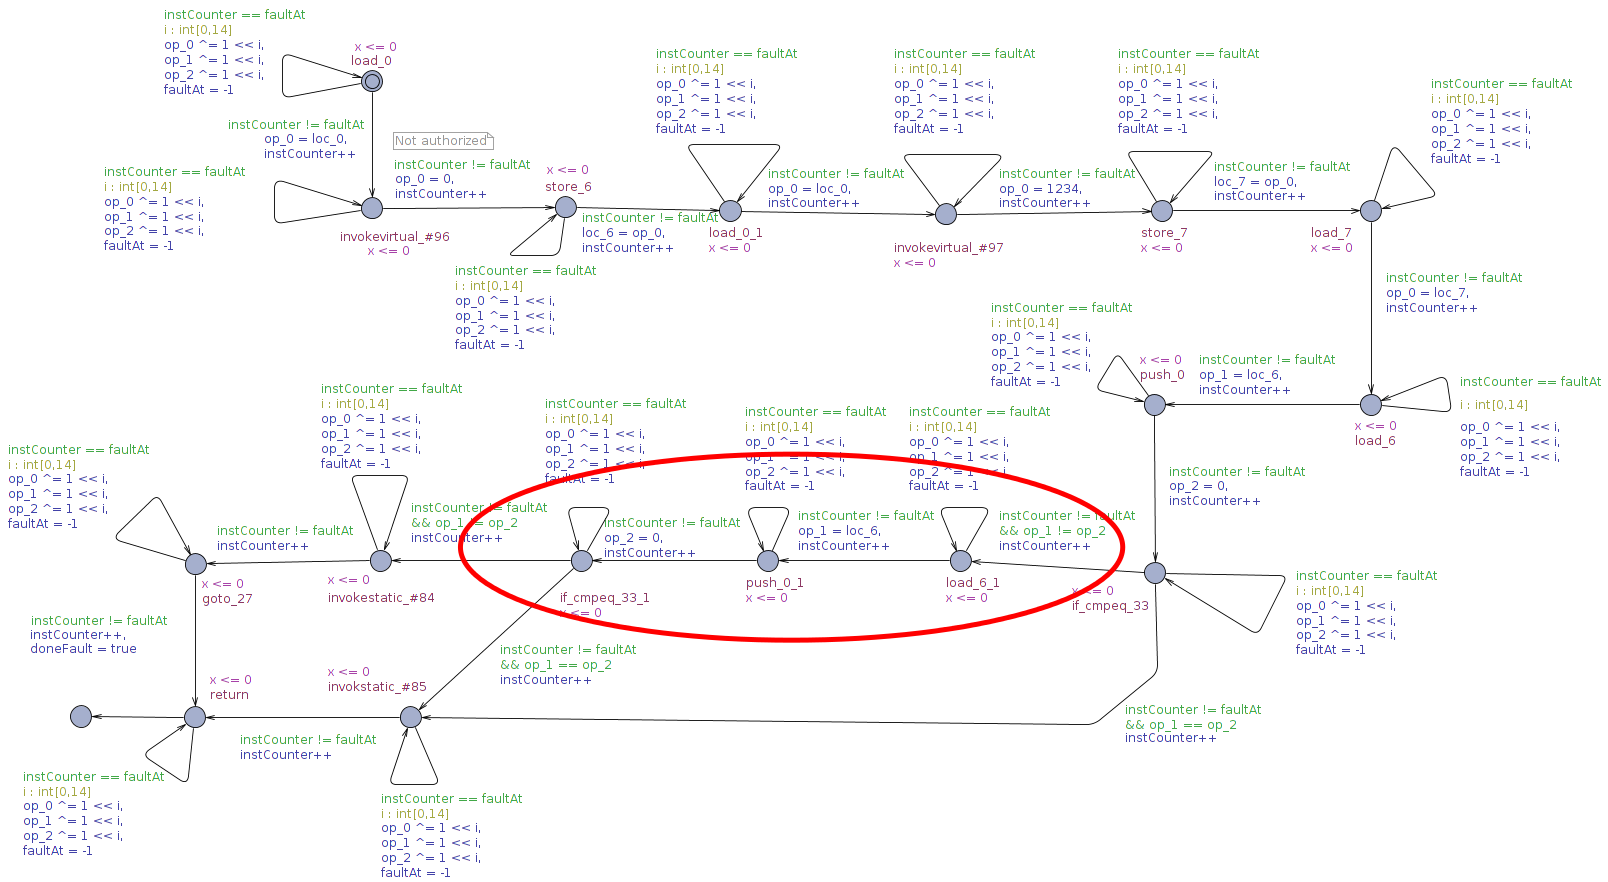 instCounter == faultAt
i : int[0,14]
op_0 ^= 1 << i,
op_1 ^= 1 << i,
op_2 ^= 1 << i,
faultAt = -1
x <= 0
load_0
instCounter != faultAt
op_0 = loc_0,
instCounter++
Not authorized
instCounter == faultAt
i : int[0,14]
op_0 ^= 1 << i,
op_1 ^= 1 << i,
op_2 ^= 1 << i,
faultAt = -1
invokevirtual_#96
x <= 0
instCounter != faultAt
op_0 = 0,
instCounter++
x <= 0
store_6
instCounter == faultAt
i : int[0,14]
op_0 ^= 1 << i,
op_1 ^= 1 << i,
op_2 ^= 1 << i,
faultAt = -1
instCounter != faultAt
loc_6 = op_0,
instCounter++
instCounter == faultAt
i : int[0,14]
op_0 ^= 1 << i,
op_1 ^= 1 << i,
op_2 ^= 1 << i,
faultAt = -1
load_0_1
x <= 0
instCounter != faultAt
op_0 = loc_0,
instCounter++
instCounter == faultAt
i : int[0,14]
op_0 ^= 1 << i,
op_1 ^= 1 << i,
op_2 ^= 1 << i,
faultAt = -1
invokevirtual_#97
x <= 0
instCounter != faultAt
op_0 = 1234,
instCounter++
instCounter == faultAt
i : int[0,14]
op_0 ^= 1 << i,
op_1 ^= 1 << i,
op_2 ^= 1 << i,
faultAt = -1
store_7
x <= 0
instCounter != faultAt
loc_7 = op_0,
instCounter++
instCounter == faultAt
i : int[0,14]
op_0 ^= 1 << i,
op_1 ^= 1 << i,
op_2 ^= 1 << i,
faultAt = -1
load_7
x <= 0
instCounter != faultAt
op_0 = loc_7,
instCounter++
instCounter == faultAt
i : int[0,14]
op_0 ^= 1 << i,
op_1 ^= 1 << i,
op_2 ^= 1 << i,
faultAt = -1
x <= 0
load_6
instCounter != faultAt
op_1 = loc_6,
instCounter++
instCounter == faultAt
i : int[0,14]
op_0 ^= 1 << i,
op_1 ^= 1 << i,
op_2 ^= 1 << i,
faultAt = -1
x <= 0
push_0
instCounter != faultAt
op_2 = 0,
instCounter++
instCounter == faultAt
i : int[0,14]
op_0 ^= 1 << i,
op_1 ^= 1 << i,
op_2 ^= 1 << i,
faultAt = -1
x <= 0
if_cmpeq_33
instCounter != faultAt
&& op_1 != op_2
instCounter++
instCounter != faultAt
&& op_1 == op_2
instCounter++
instCounter == faultAt
i : int[0,14]
op_0 ^= 1 << i,
op_1 ^= 1 << i,
op_2 ^= 1 << i,
faultAt = -1
load_6_1
x <= 0
instCounter != faultAt
op_1 = loc_6,
instCounter++
instCounter == faultAt
i : int[0,14]
op_0 ^= 1 << i,
op_1 ^= 1 << i,
op_2 ^= 1 << i,
faultAt = -1
push_0_1
x <= 0
instCounter != faultAt
op_2 = 0,
instCounter++
instCounter == faultAt
i : int[0,14]
op_0 ^= 1 << i,
op_1 ^= 1 << i,
op_2 ^= 1 << i,
faultAt = -1
if_cmpeq_33_1
x <= 0
instCounter != faultAt
&& op_1 != op_2
instCounter++
instCounter != faultAt
&& op_1 == op_2
instCounter++
instCounter == faultAt
i : int[0,14]
op_0 ^= 1 << i,
op_1 ^= 1 << i,
op_2 ^= 1 << i,
faultAt = -1
x <= 0
invokestatic_#84
instCounter != faultAt
instCounter++
instCounter == faultAt
i : int[0,14]
op_0 ^= 1 << i,
op_1 ^= 1 << i,
op_2 ^= 1 << i,
faultAt = -1
x <= 0
goto_27
instCounter != faultAt
instCounter++,
doneFault = true
x <= 0
return
x <= 0
invokstatic_#85
instCounter != faultAt
instCounter++
instCounter == faultAt
i : int[0,14]
op_0 ^= 1 << i,
op_1 ^= 1 << i,
op_2 ^= 1 << i,
faultAt = -1
instCounter == faultAt
i : int[0,14]
op_0 ^= 1 << i,
op_1 ^= 1 << i,
op_2 ^= 1 << i,
faultAt = -1